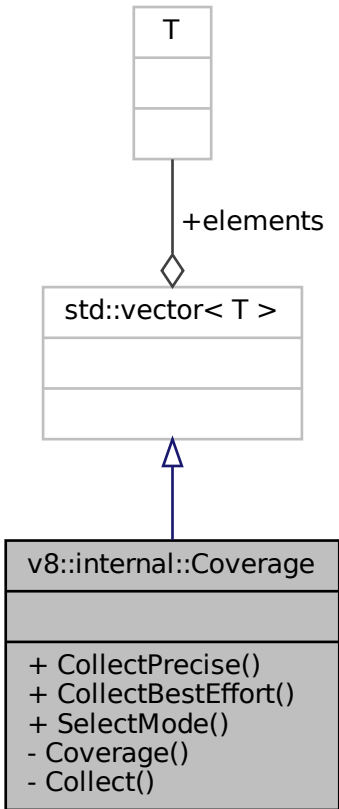 T
+elements
std::vector< T >
v8::internal::Coverage
+ CollectPrecise()
+ CollectBestEffort()
+ SelectMode()
- Coverage()
- Collect()